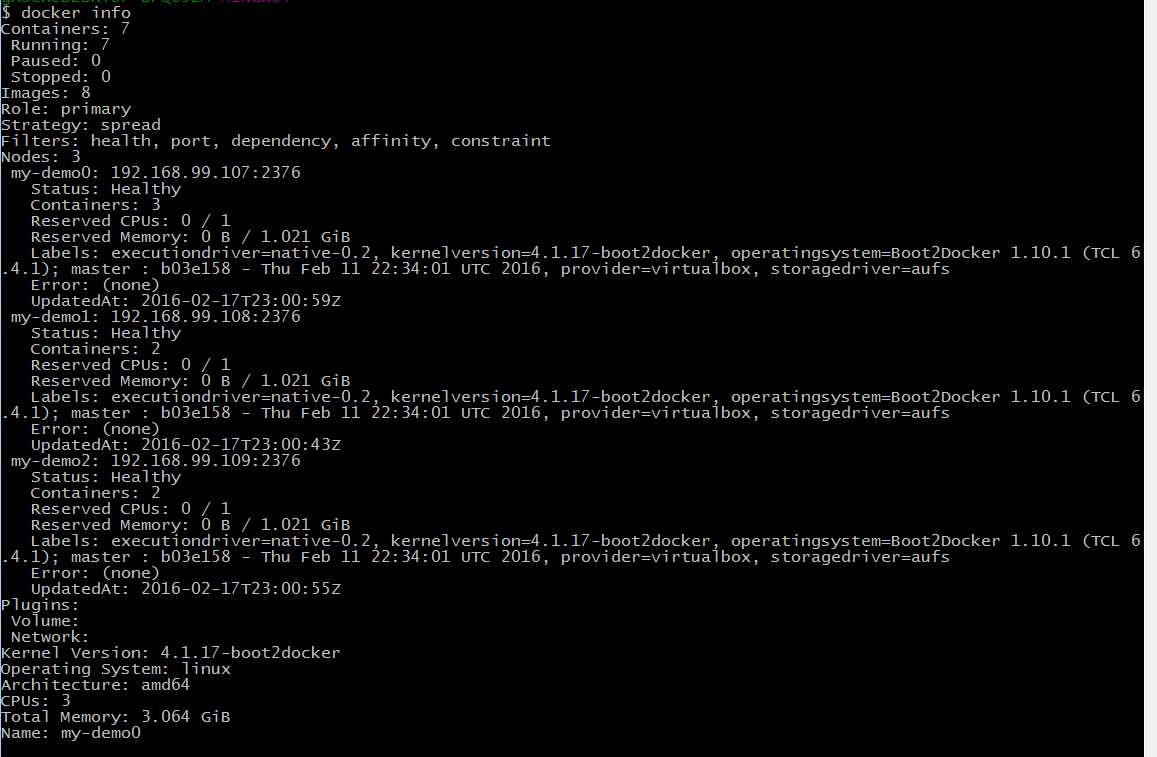 $ docker info
Containers: 7
 Running: 7
 Paused: 0
 Stopped: 0
Images: 8
Role: primary
Strategy: spread
Filters: health, port, dependency, affinity, constraint
Nodes: 3
 my-demo0: 192.168.99.107:2376
   Status: Healthy
   Containers: 3
   Reserved CPUs: 0 / 1
   Reserved Memory: 0 B / 1.021 GiB
   Labels: executiondriver=native-0.2, kernelversion=4.1.17-boot2docker, operatingsystem=Boot2Docker 1.10.1 (TCL 6
.4.1); master : b03e158 - Thu Feb 11 22:34:01 UTC 2016, provider=virtualbox, storagedriver=aufs
   Error: (none)
   UpdatedAt: 2016-02-17T23:00:59Z
 my-demo1: 192.168.99.108:2376
   Status: Healthy
   Containers: 2
   Reserved CPUs: 0 / 1
   Reserved Memory: 0 B / 1.021 GiB
   Labels: executiondriver=native-0.2, kernelversion=4.1.17-boot2docker, operatingsystem=Boot2Docker 1.10.1 (TCL 6
.4.1); master : b03e158 - Thu Feb 11 22:34:01 UTC 2016, provider=virtualbox, storagedriver=aufs
   Error: (none)
   UpdatedAt: 2016-02-17T23:00:43Z
 my-demo2: 192.168.99.109:2376
   Status: Healthy
   Containers: 2
   Reserved CPUs: 0 / 1
   Reserved Memory: 0 B / 1.021 GiB
   Labels: executiondriver=native-0.2, kernelversion=4.1.17-boot2docker, operatingsystem=Boot2Docker 1.10.1 (TCL 6
.4.1); master : b03e158 - Thu Feb 11 22:34:01 UTC 2016, provider=virtualbox, storagedriver=aufs
   Error: (none)
   UpdatedAt: 2016-02-17T23:00:55Z
Plugins:
 Volume:
 Network:
Kernel Version: 4.1.17-boot2docker
Operating System: linux
Architecture: amd64
CPUs: 3
Total Memory: 3.064 GiB
Name: my-demo0